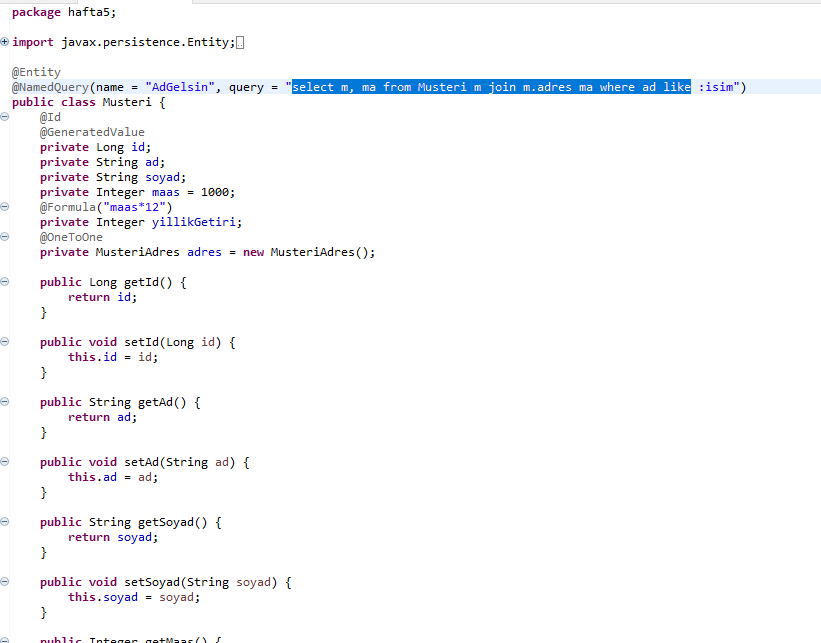 package hafta5;
import javax.persistence.Entity;
@Entity
@NamedQuery(name = "AdGelsin", query = "select m, ma from Musteri m join m.adres ma where ad like :isim")
public class Musteri {
@Id
@GeneratedValue
private Long id;
private String ad;
private String soyad;
private Integer maas = 1000;
@Formula("maas*12")
private Integer yillikGetiri;
@OneToOne
private MusteriAdres adres = new MusteriAdres();
public Long getId() {
return id;
}
public void setId(Long id) {
this.id = id;
}
public String getAd() {
return ad;
}
public void setAd(String ad) {
this.ad = ad;
}
public String getSoyad() {
return soyad;
}
public void setSoyad(String soyad) {
this.soyad = soyad;
}
public Integer getMaas() {